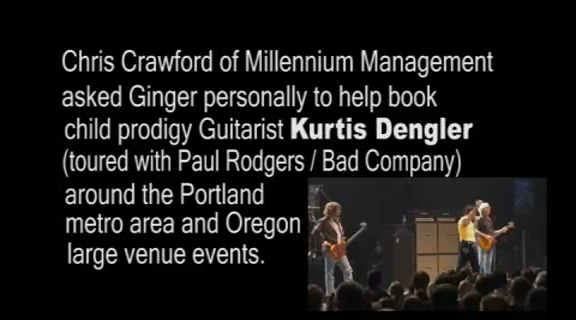 Chris Crawford of Millennium Management
asked Ginger personally to help book
child prodigy Guitarist Kurtis Dengler
(toured with Paul Rodgers / Bad Company)
around the Portland
metro area and Oregon
large venue events.